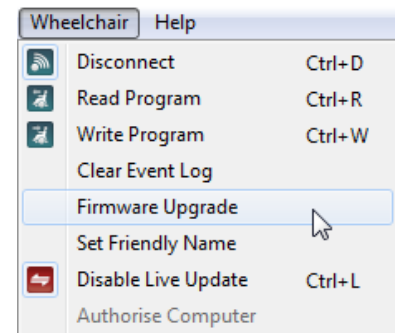 Wheelchair Help
Disconnect Ctrl+D
Read Program Ctrl+R
Write Program Ctrl+W
Clear Event Log
Firmware Upgrade
Set Friendly Name
Disable Live Update Ctrl+L
Authorise Computer